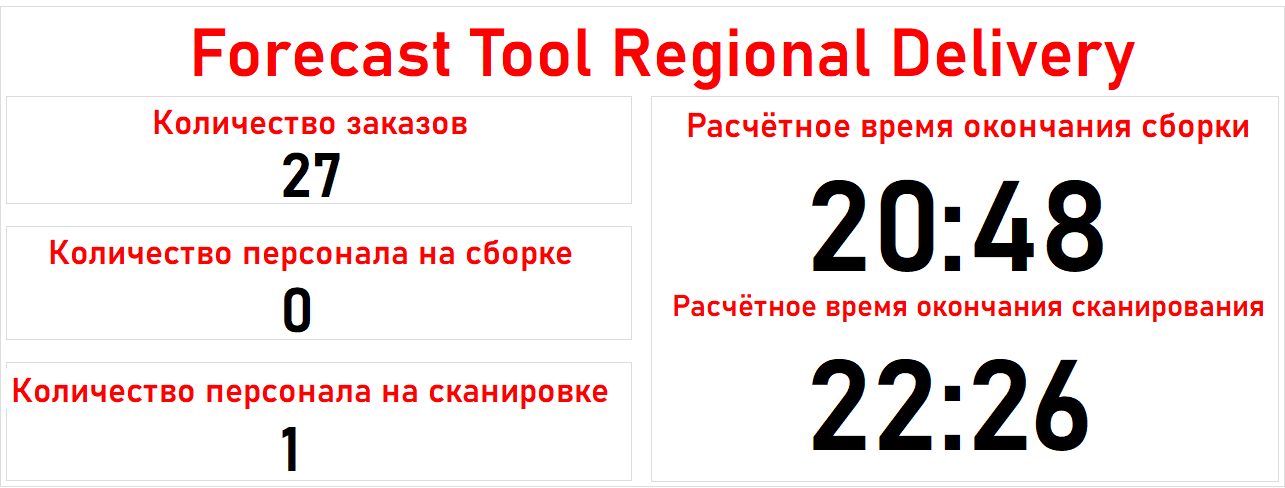 Forecast Tool Regional Delivery
Количество заказов
27
Количество персонала на сборке
0
Количество персонала на сканировке
1
Расчётное время окончания сборки
20:48
Расчётное время окончания сканирования
22:26